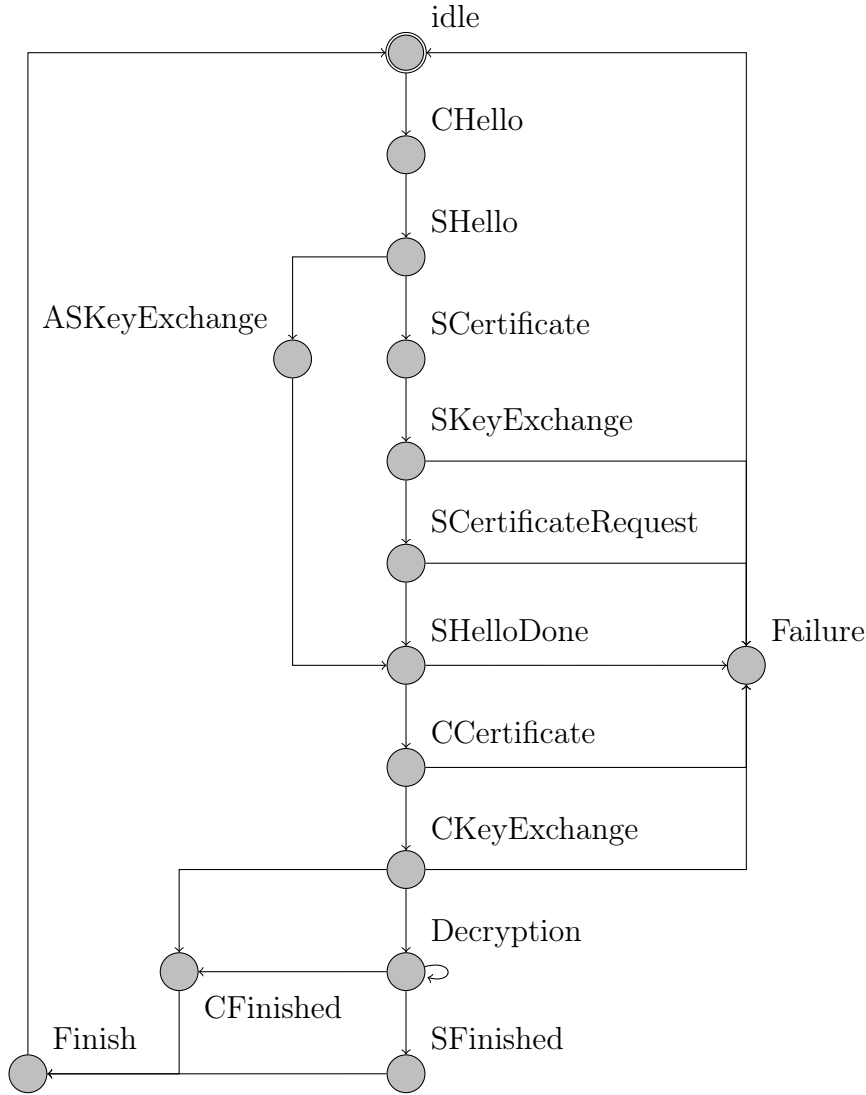 idle
CHello
SHello
ASKeyExchange
SCertificate
SKeyExchange
SCertificateRequest
SHelloDone
Failure
CCertificate
CKeyExchange
Decryption
CFinished
Finish
SFinished